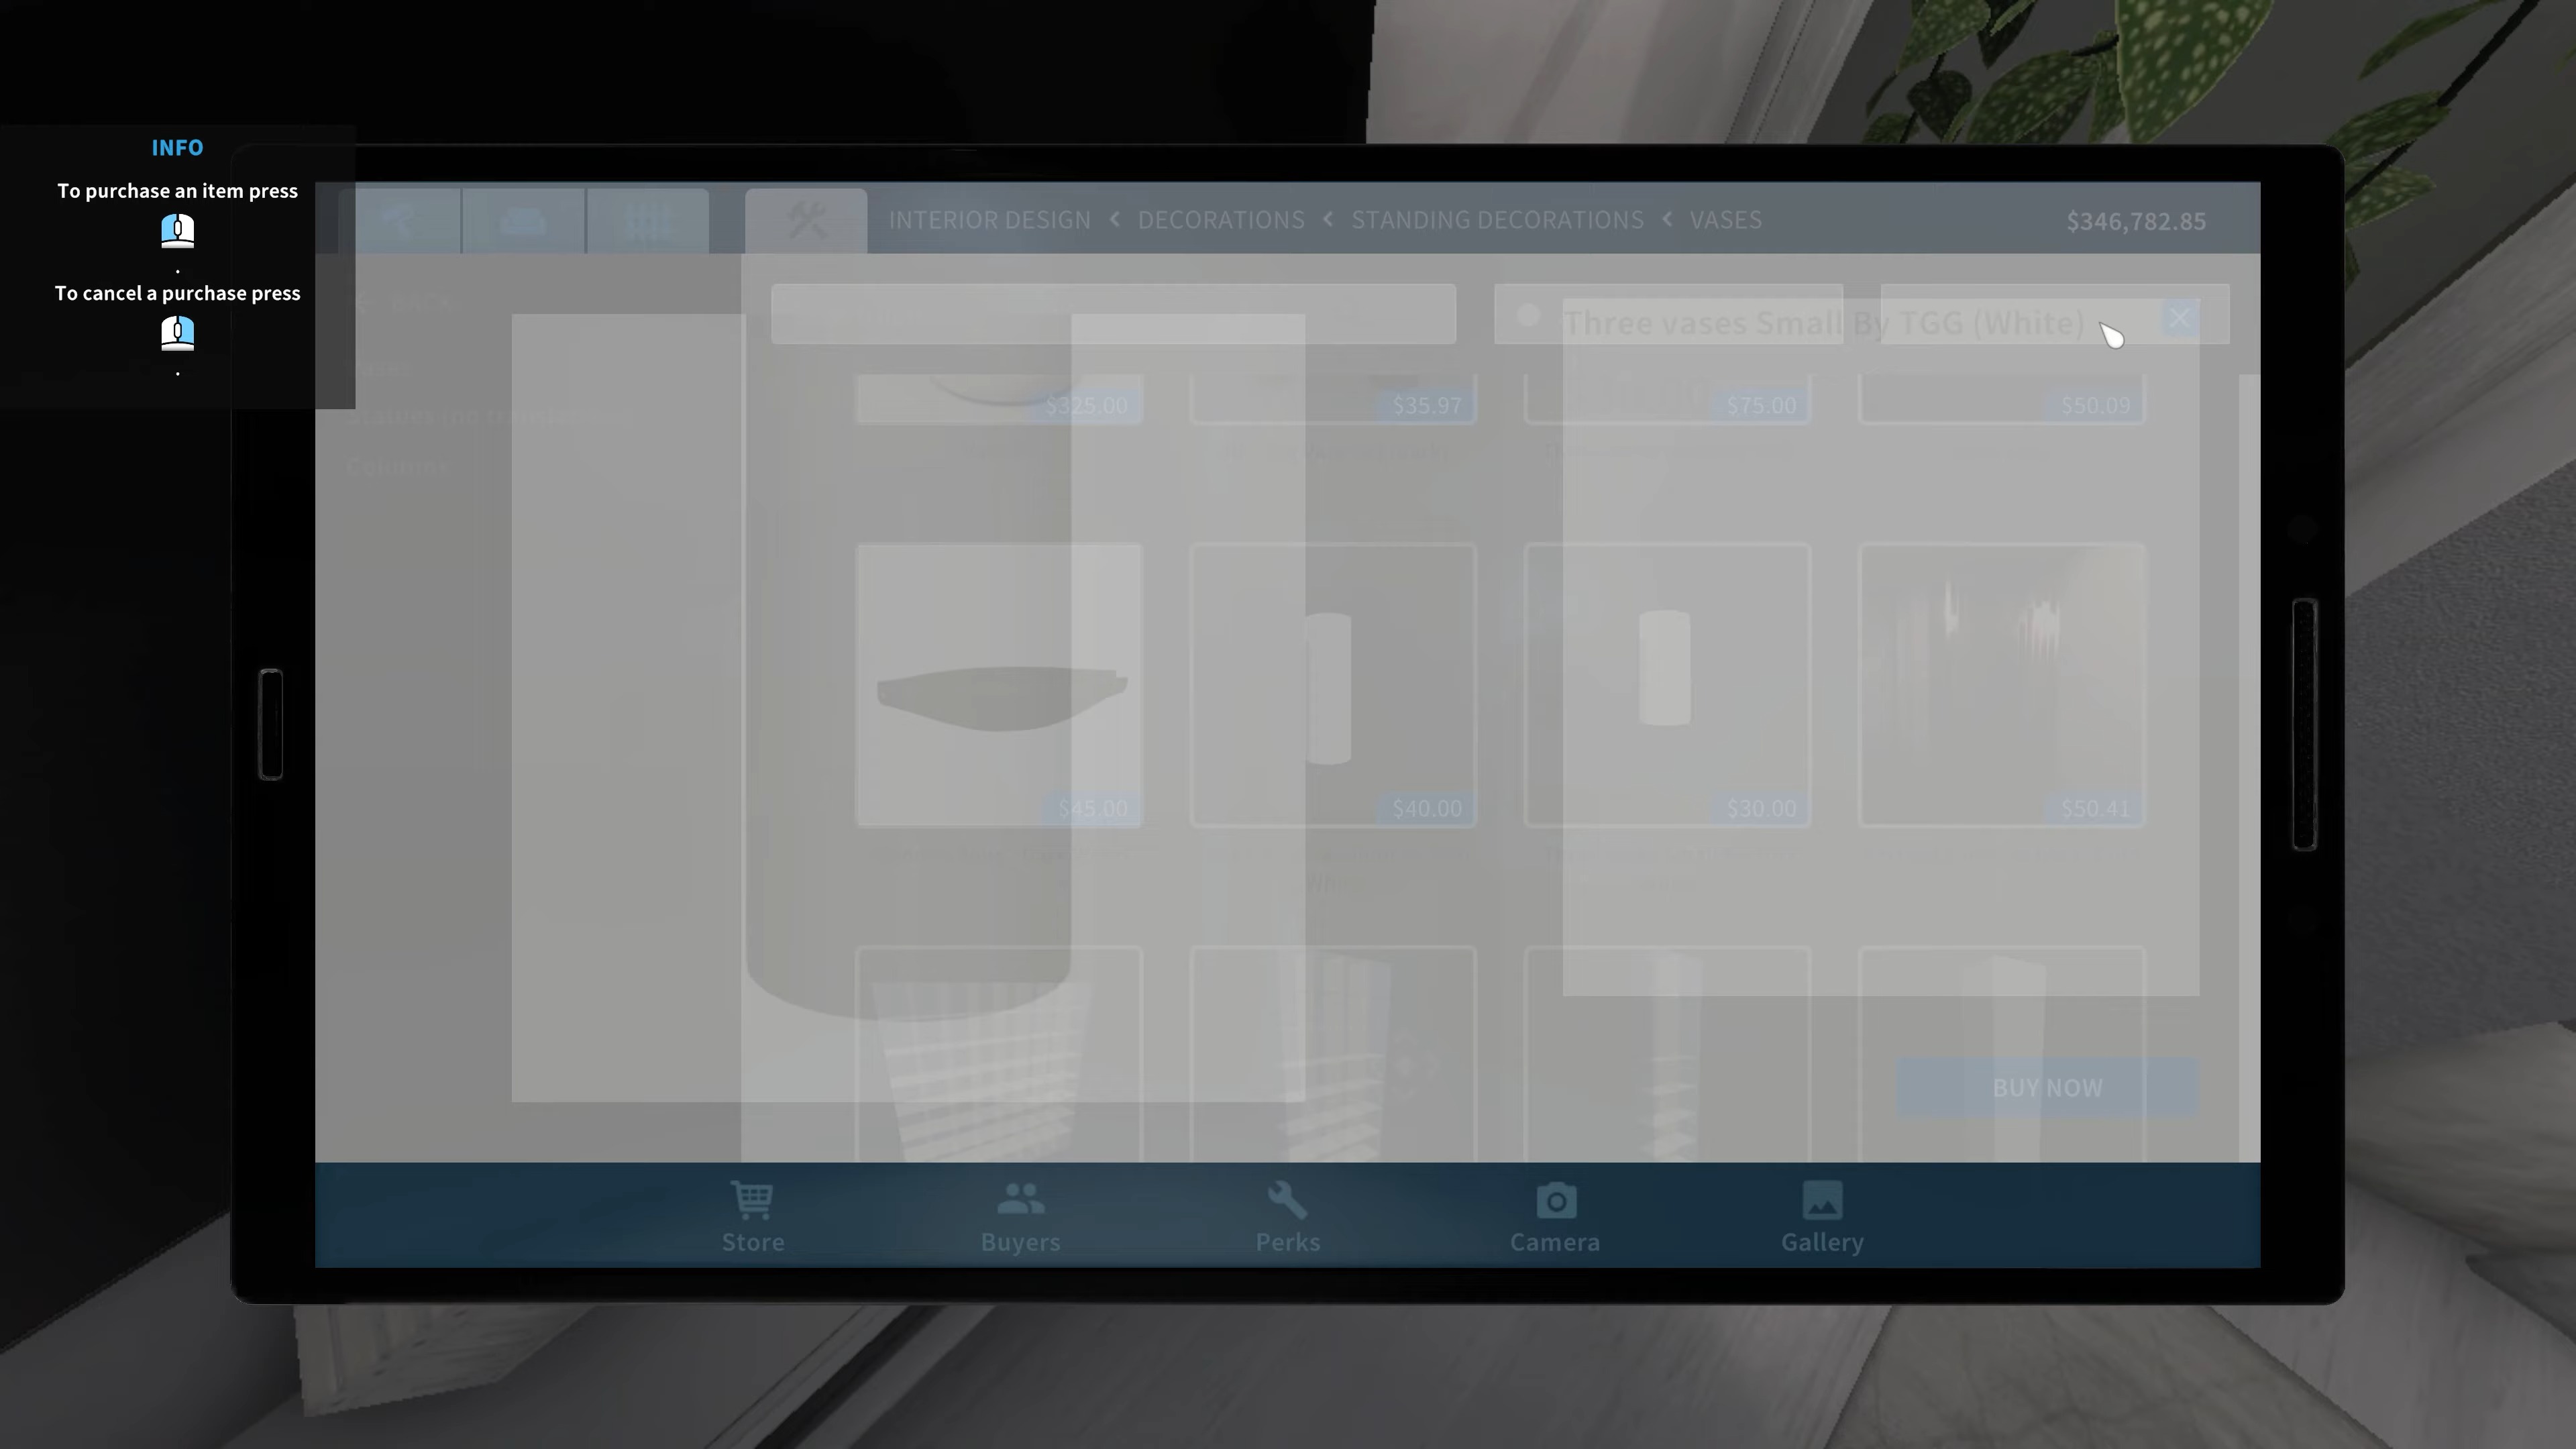 INFO
To purchase an item press
.
To cancel a purchase press
.
INTERIOR DESIGN < DECORATIONS < STANDING DECORATIONS < VASES
$346,782.85
Three vases Small By TGG (White)
Columns
$325.00
$35.97
$75.00
$50.09
$45.00
$40.00
$30.00
$50.41
BUY NOW
Store
Buyers
Perks
Camera
Gallery